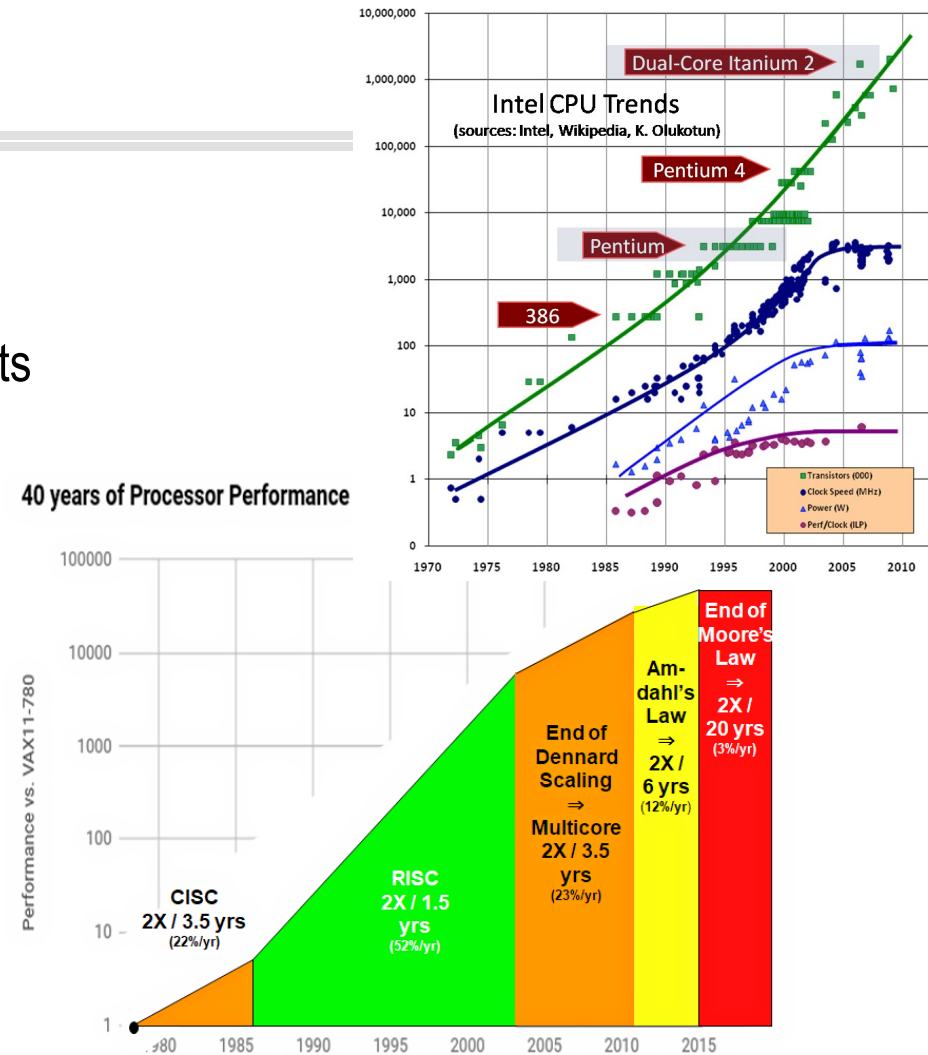 10,000,000
1,000,000
100,000
10,000
1,000
100
10
1
0
Dual-Core Itanium 2
Intel CPU Trends
(sources: Intel, Wikipedia, K. Olukotun)
Pentium 4
Pentium
386
Transistors (000)
Clock Speed (MHz)
Power (W)
Perf/Clock (ILP)
1970 1975 1980 1985 1990 1995 2000 2005 2010
ts
40 years of Processor Performance
Performance vs. VAX11-780
100000
10000
1000
100
10
1
CISC
2X / 3.5 yrs
(22%/yr)
RISC
2X / 1.5
yrs
(52%/yr)
End of
Dennard
Scaling
⇒
Multicore
2X / 3.5
yrs
(23%/yr)
Am-
dahl's
Law
⇒
2X /
6 yrs
(12%/yr)
End of
Moore's
Law
⇒
2X /
20 yrs
(3%/yr)
80 1985 1990 1995 2000 2005 2010 2015